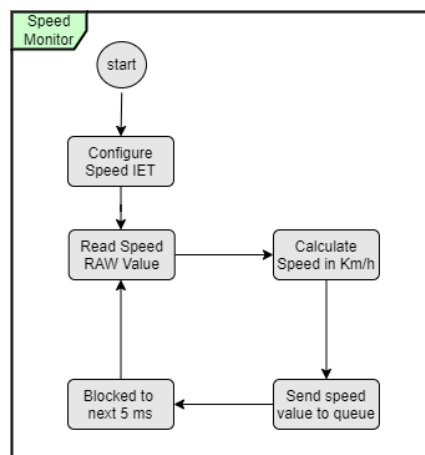 Speed
Monitor
start
Configure
Speed IET
Read Speed
RAW Value
Calculate
Speed in Km/h
Blocked to
next 5 ms
Send speed
value to queue